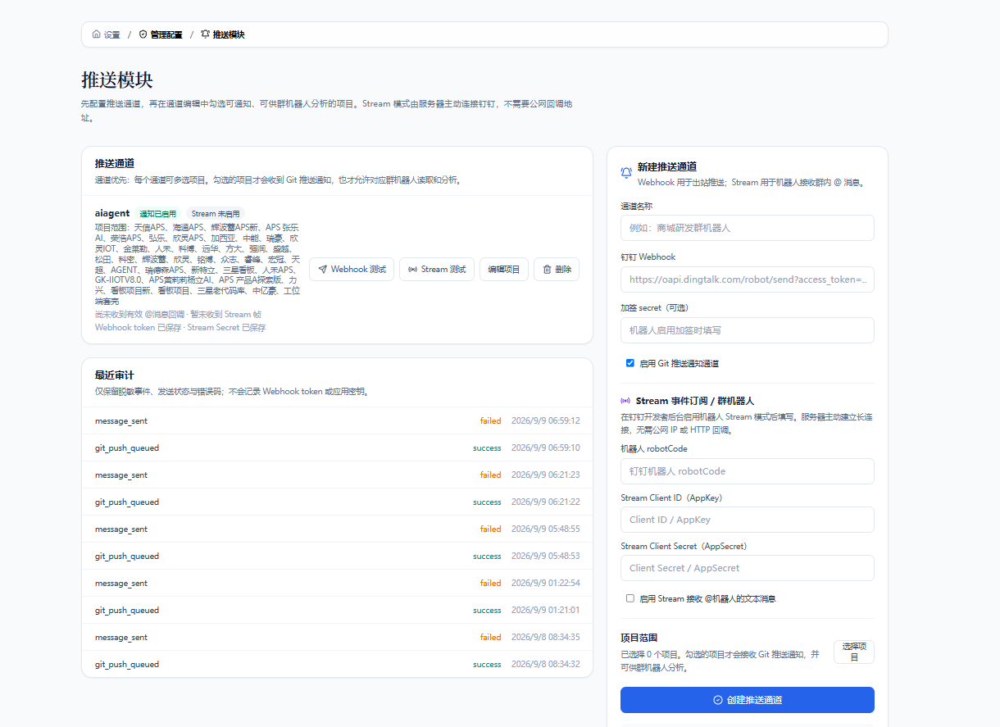 设置 / 管理配置 / 推送模块
推送模块
先配置推送通道，再在通道编辑中勾选可通知、可供群机器人分析的项目。Stream 模式由服务器主动连接钉钉，不需要公网回调地
址。
推送通道
通道优先：每个通道可多选项目。勾选的项目才会收到 Git 推送通知，也才允许对应群机器人读取和分析。
aiagent 通知已启用 Stream 未启用
项目范围：天信APS、海通APS、辉波蕾APS新、APS 张乐
AI、荣浩APS、弘乐、欣灵APS、加西亚、中能、瑞豪、欣
灵IOT、金莱勒、人禾、科博、远华、方大、强润、盛越、
松田、科密、辉波蕾、欣灵、铭博、众志、睿峰、宏冠、天
超、AGENT、瑞德森APS、新特立、三星看板、人禾APS、
GK-IIOTV8.0、APS黄莉莉杨立AI、APS 产品A探索版、力
兴、看板项目新、看板项目、三星老代码库、中亿豪、工位
端套壳
尚未收到有效 @消息回调 · 暂未收到 Stream 帧
Webhook token 已保存 · Stream Secret 已保存
Webhook 测试
Stream 测试
编辑项目
删除
最近审计
仅保留脱敏事件、发送状态与错误码；不会记录 Webhook token 或应用密钥。
message_sent failed 2026/9/9 06:59:12
git_push_queued success 2026/9/9 06:59:10
message_sent failed 2026/9/9 06:21:23
git_push_queued success 2026/9/9 06:21:22
message_sent failed 2026/9/9 05:48:55
git_push_queued success 2026/9/9 05:48:53
message_sent failed 2026/9/9 01:22:54
git_push_queued success 2026/9/9 01:21:01
message_sent failed 2026/9/8 08:34:35
git_push_queued success 2026/9/8 08:34:32
新建推送通道
Webhook 用于出站推送；Stream 用于机器人接收群内 @ 消息。
通道名称
例如：商城研发群机器人
钉钉 Webhook
https://oapi.dingtalk.com/robot/send?access_token=..
加签 secret（可选）
机器人启用加签时填写
启用 Git 推送通知通道
Stream 事件订阅 / 群机器人
在钉钉开发者后台启用机器人 Stream 模式后填写。服务器主动建立长连
接，无需公网 IP 或 HTTP 回调。
机器人 robotCode
钉钉机器人 robotCode
Stream Client ID（AppKey）
Client ID / AppKey
Stream Client Secret（AppSecret）
Client Secret / AppSecret
启用 Stream 接收 @机器人的文本消息
项目范围
已选择 0 个项目。勾选的项目才会接收 Git 推送通知，并
可供群机器人分析。
选择项
目
创建推送通道